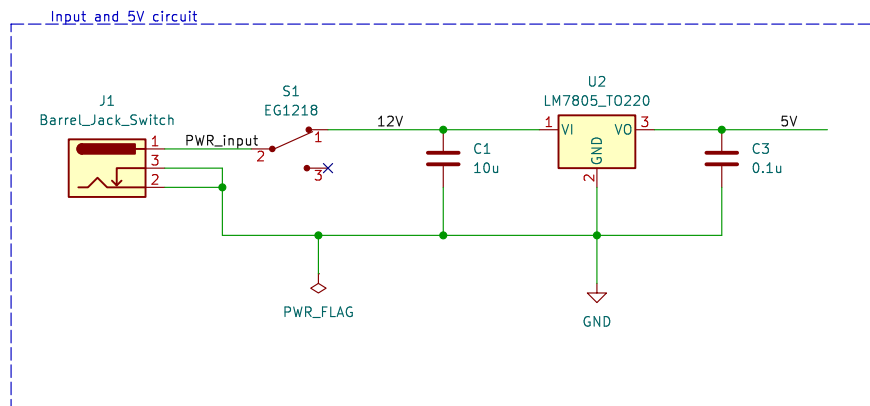 Input and 5V circuit
J1
Barrel_Jack_Switch
1
3
2
PWR_input
S1
EG1218
2
1
3
12V
C1
10u
U2
LM7805_TO220
1
VI
VO
3
GND
2
5V
C3
0.1u
PWR_FLAG
GND